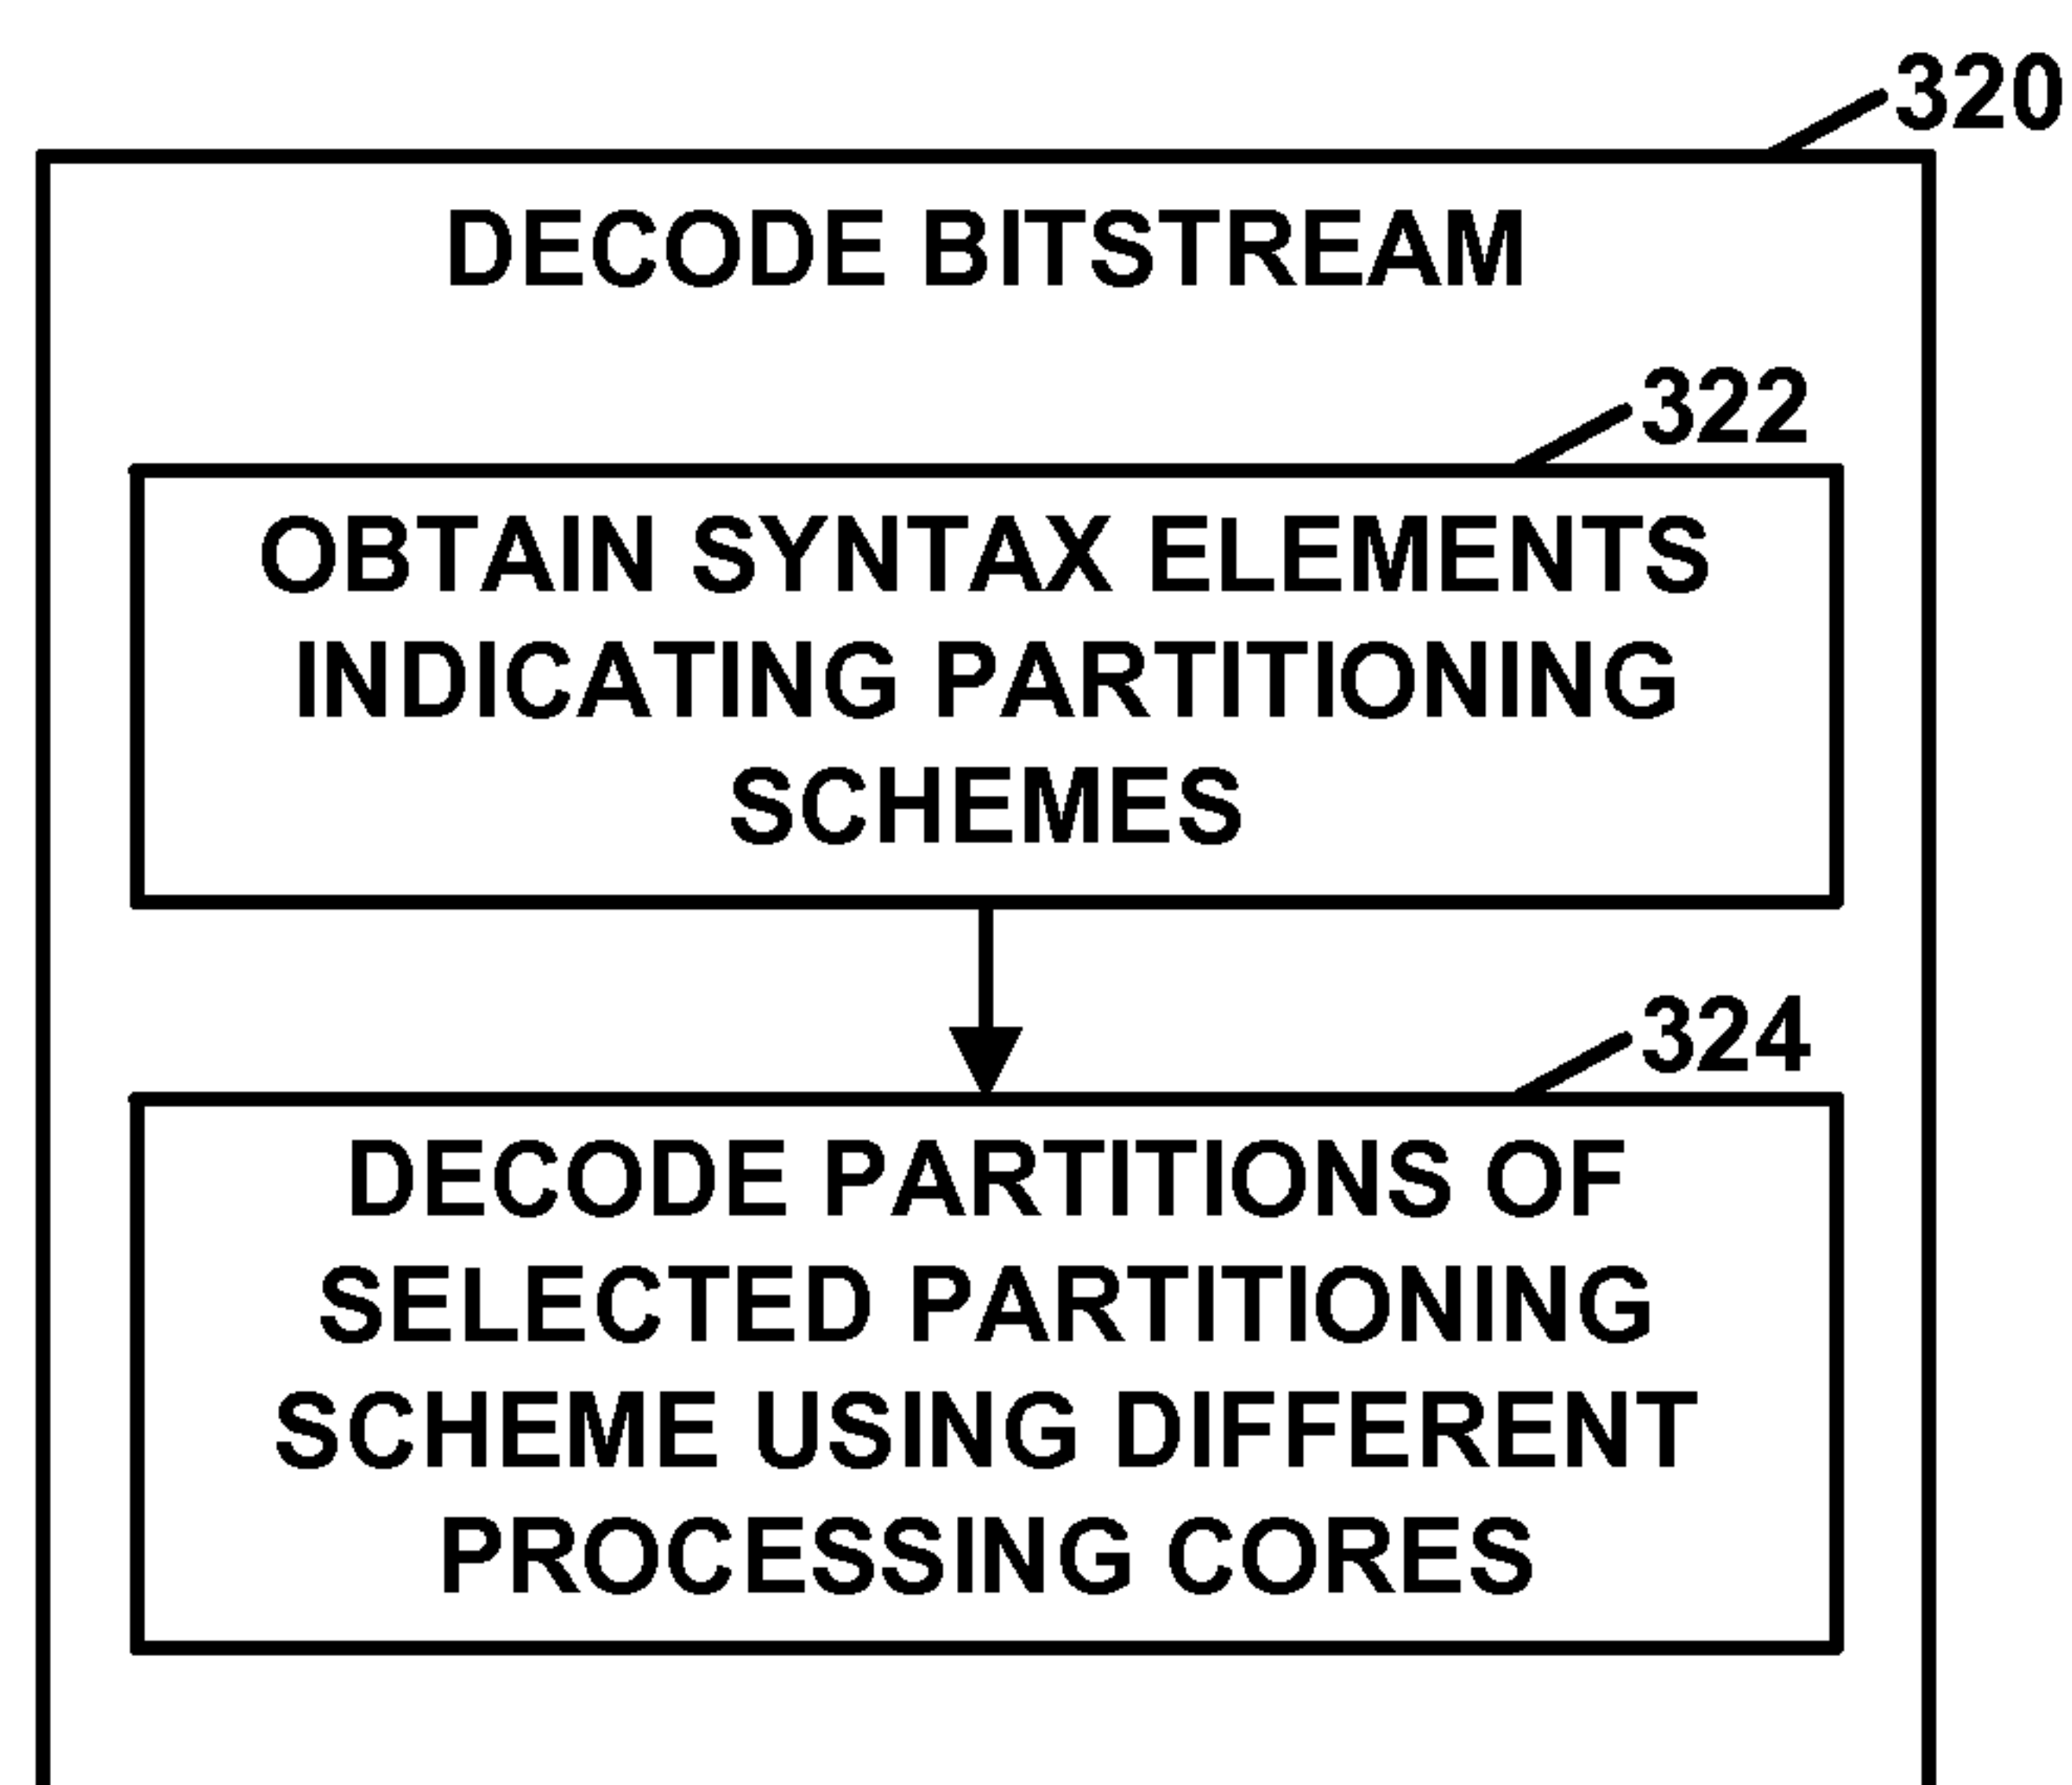 320
DECODE BITSTREAM
322
OBTAIN SYNTAX ELEMENTS
INDICATING PARTITIONING
SCHEMES
324
DECODE PARTITIONS OF
SELECTED PARTITIONING
SCHEME USING DIFFERENT
PROCESSING CORES